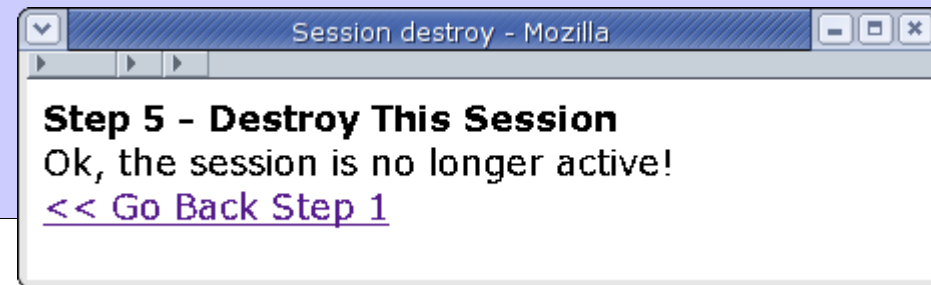 Session destroy - Mozilla
Step 5 - Destroy This Session
Ok, the session is no longer active!
<< Go Back Step 1